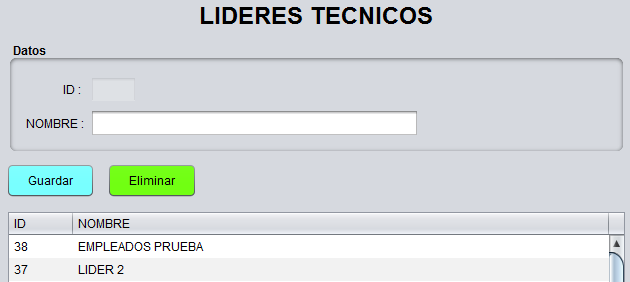 LIDERES TECNICOS
Datos
ID :
NOMBRE :
Guardar Eliminar
ID NOMBRE
38 EMPLEADOS PRUEBA
37 LIDER 2